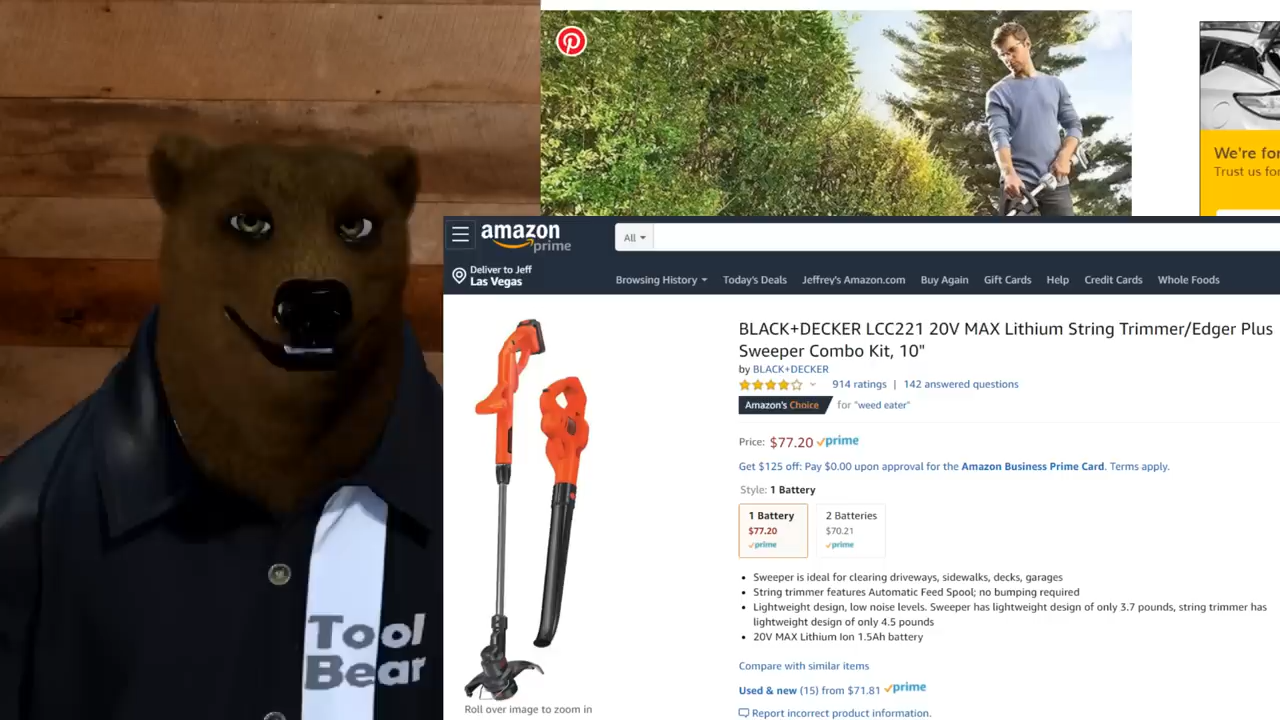 We're for
Trust us fo
amazon
prime
All
Deliver to Jeff
Las Vegas
Browsing History
Today's Deals
Jeffrey's Amazon.com
Buy Again
Gift Cards
Help
Credit Cards
Whole Foods
BLACK+DECKER LCC221 20V MAX Lithium String Trimmer/Edger Plus
Sweeper Combo Kit, 10"
by BLACK+DECKER
914 ratings | 142 answered questions
Amazon's Choice for "weed eater"
Price: $77.20 prime
Get $125 off: Pay $0.00 upon approval for the Amazon Business Prime Card. Terms apply.
Style: 1 Battery
1 Battery
$77.20
prime
2 Batteries
$70.21
prime
• Sweeper is ideal for clearing driveways, sidewalks, decks, garages
• String trimmer features Automatic Feed Spool; no bumping required
• Lightweight design, low noise levels. Sweeper has lightweight design of only 3.7 pounds, string trimmer has
lightweight design of only 4.5 pounds
• 20V MAX Lithium Ion 1.5Ah battery
Compare with similar items
Used & new (15) from $71.81 prime
Report incorrect product information.
Roll over image to zoom in
Tool
Bear